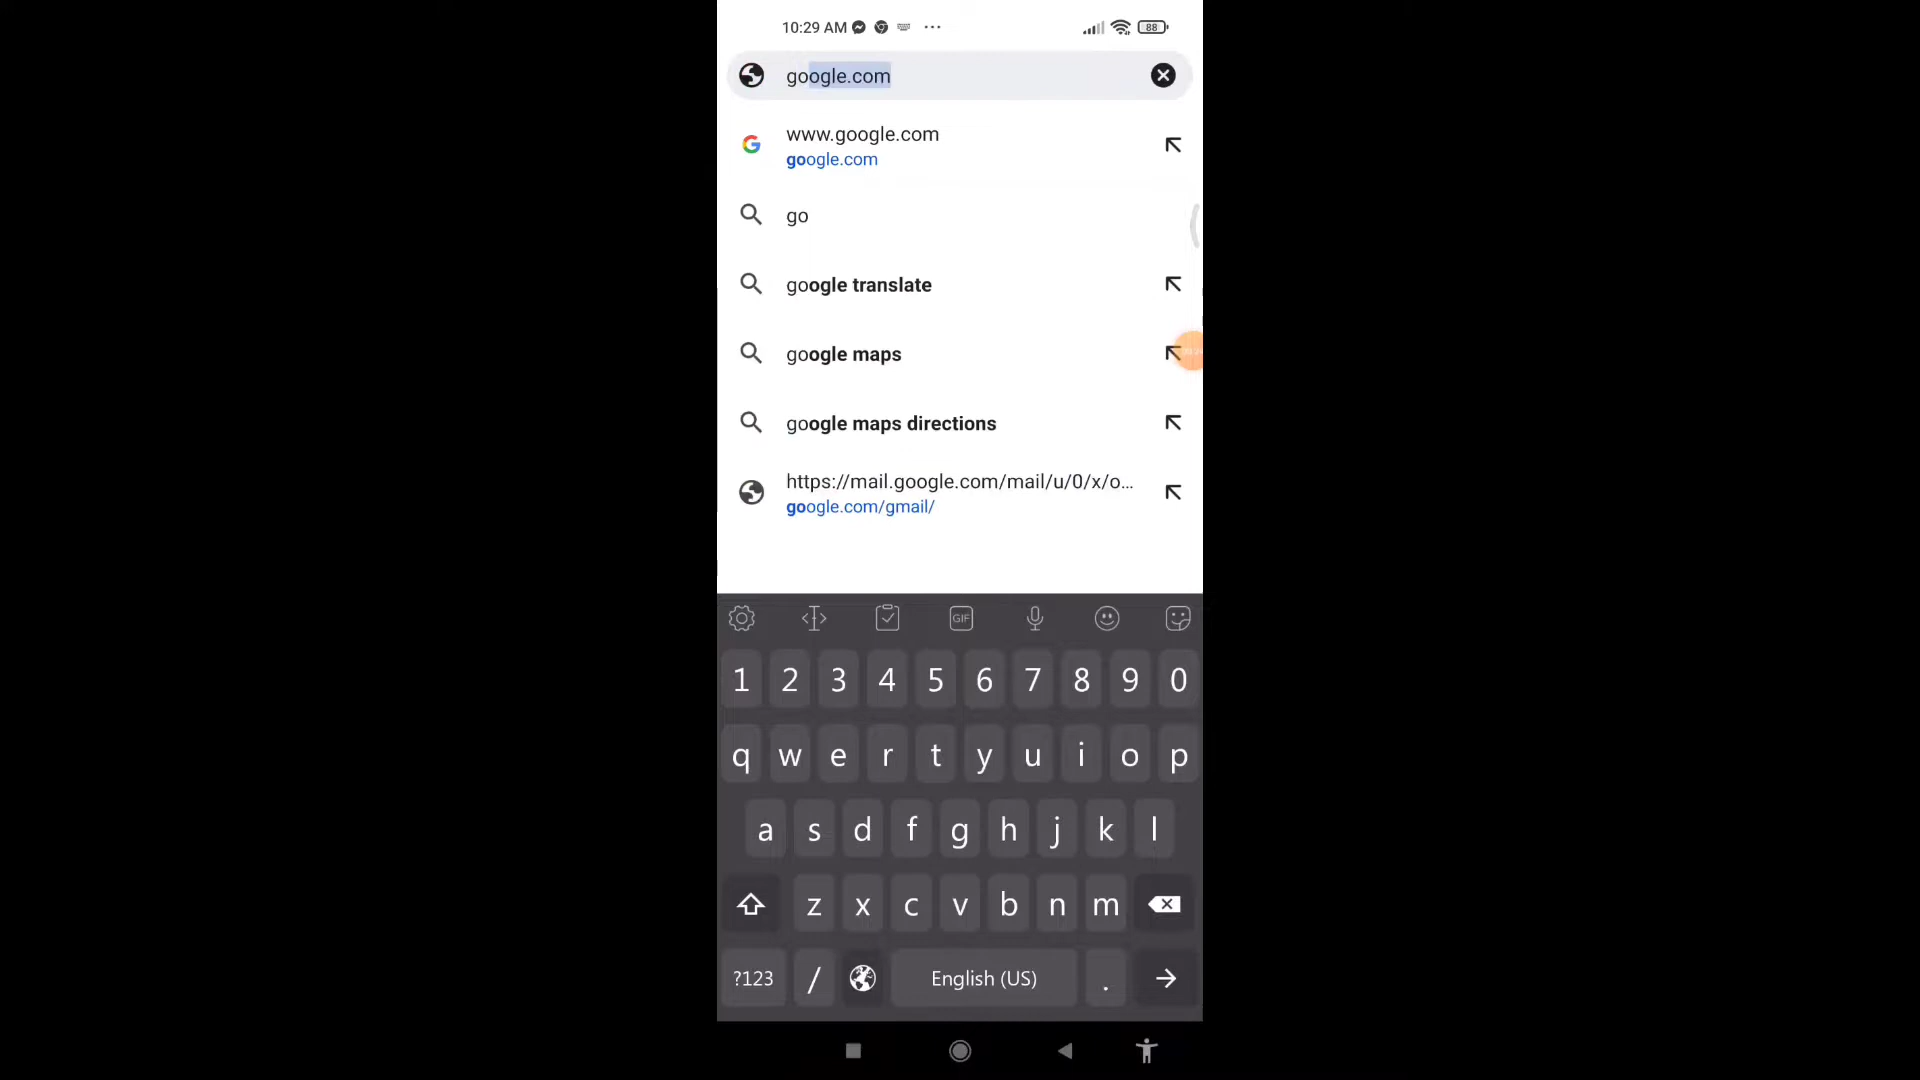 10:29 AM
88
google.com
www.google.com
google.com
go
google translate
google maps
google maps directions
https://mail.google.com/mail/u/0/x/o...
google.com/gmail/
GIF
1 2 3 4 5 6 7 8 9 0
q w e r t y u i o p
a s d f g h j k l
z x c v b n m
?123 / English (US) .